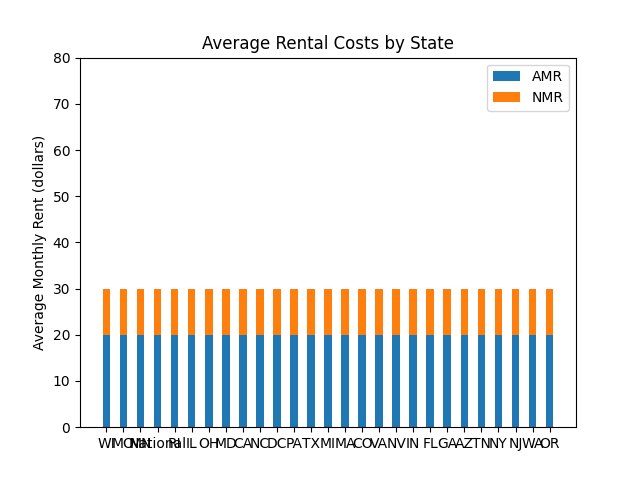 Average Rental Costs by State
AMR
NMR
Average Monthly Rent (dollars)
80
70
60
50
40
30
20
10
0
WI MO MN National RI IL OH MD CA NC DC PA TX MI MA CO VA NV IN FL GA AZ TN NY NJ WA OR